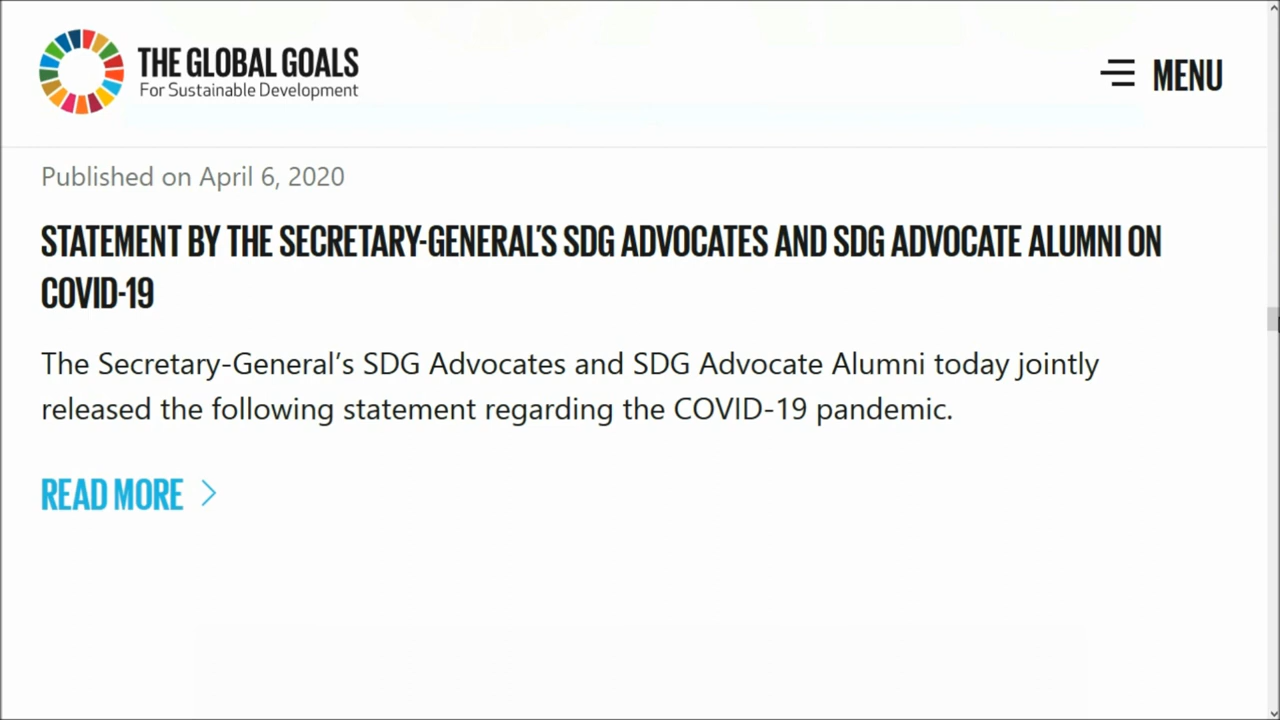 THE GLOBAL GOALS
For Sustainable Development
MENU
Published on April 6, 2020
STATEMENT BY THE SECRETARY-GENERAL'S SDG ADVOCATES AND SDG ADVOCATE ALUMNI ON
COVID-19
The Secretary-General’s SDG Advocates and SDG Advocate Alumni today jointly
released the following statement regarding the COVID-19 pandemic.
READ MORE